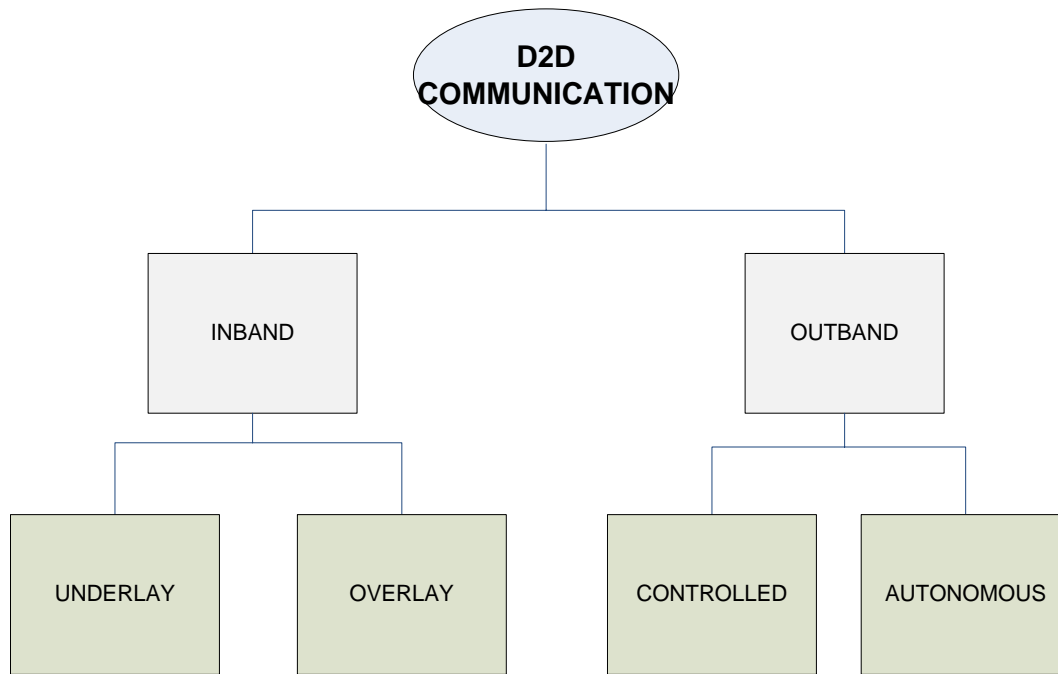 D2D
COMMUNICATION
INBAND
OUTBAND
UNDERLAY
OVERLAY
CONTROLLED
AUTONOMOUS